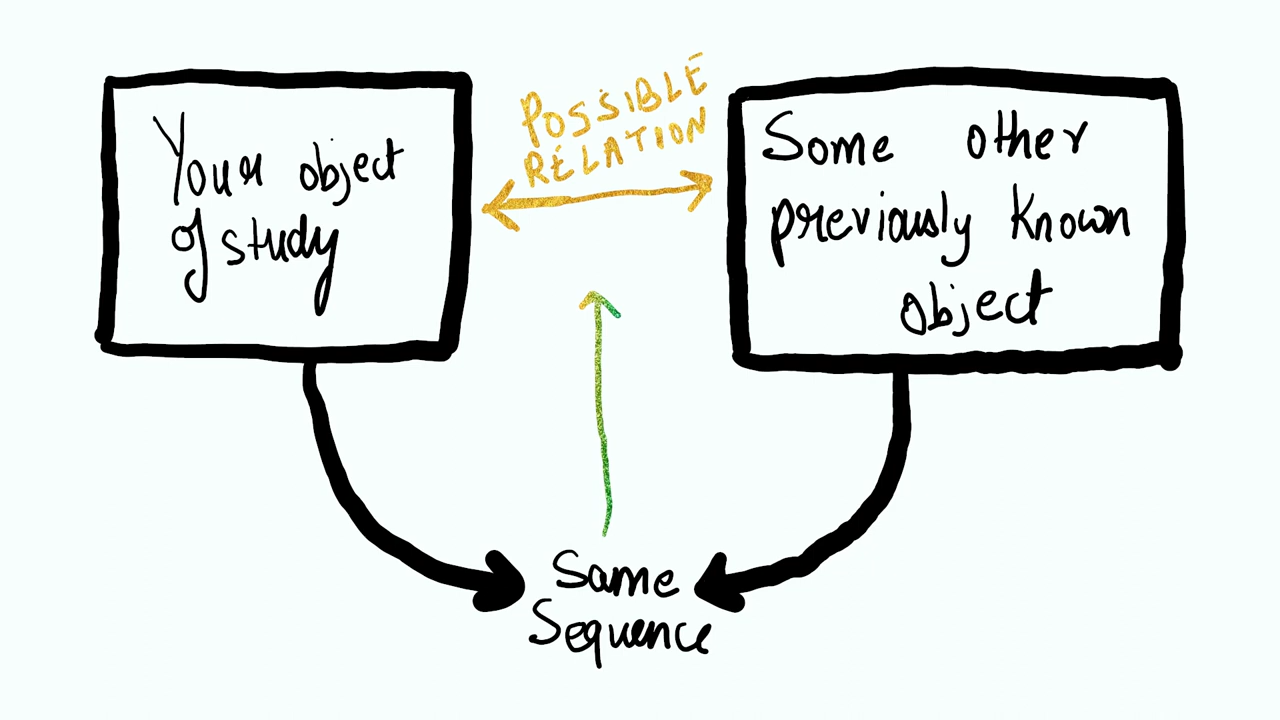 Your object
of study
POSSIBLE
RELATION
Some other
previously known
object
Same
Sequence